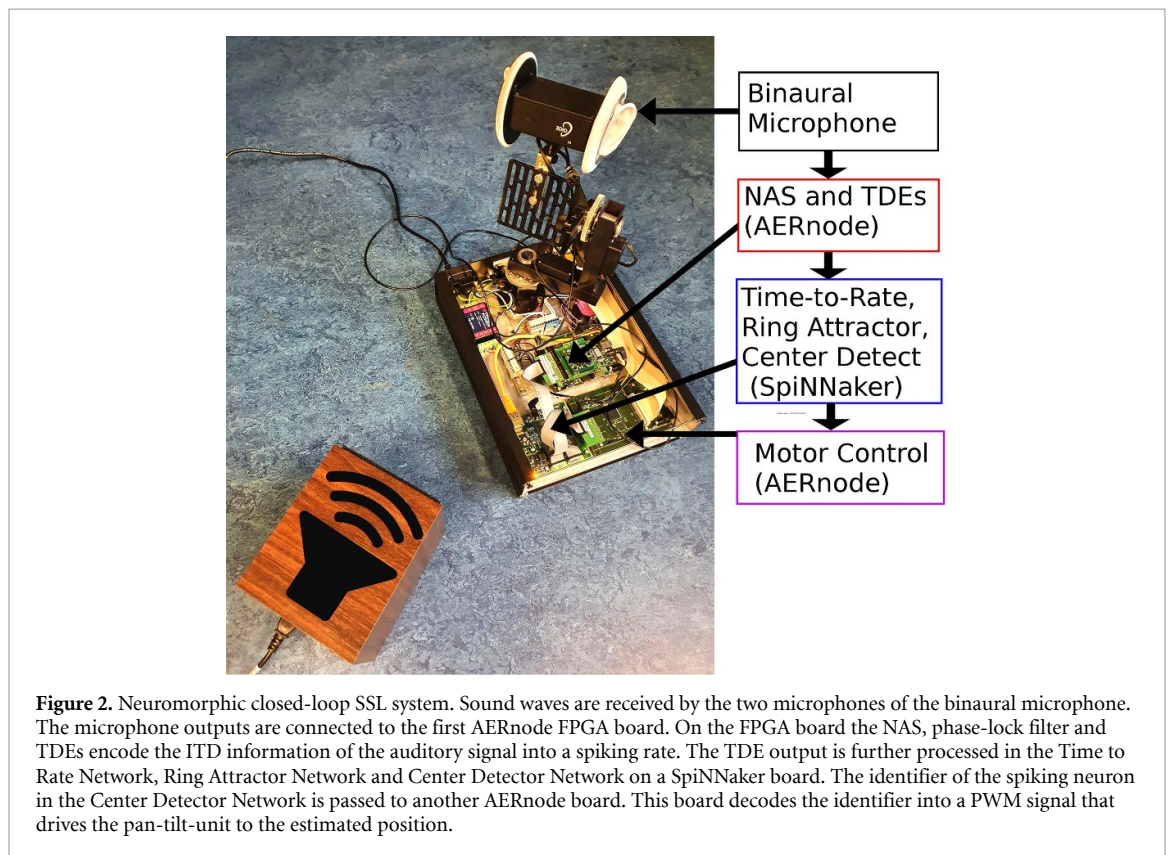 Binaural
Microphone
NAS and TDEs
(AERnode)
Time-to-Rate,
Ring Attractor,
Center Detect
(SpiNNaker)
Motor Control
(AERnode)
Figure 2. Neuromorphic closed-loop SSL system. Sound waves are received by the two microphones of the binaural microphone.
The microphone outputs are connected to the first AERnode FPGA board. On the FPGA board the NAS, phase-lock filter and
TDEs encode the ITD information of the auditory signal into a spiking rate. The TDE output is further processed in the Time to
Rate Network, Ring Attractor Network and Center Detector Network on a SpiNNaker board. The identifier of the spiking neuron
in the Center Detector Network is passed to another AERnode board. This board decodes the identifier into a PWM signal that
drives the pan-tilt-unit to the estimated position.